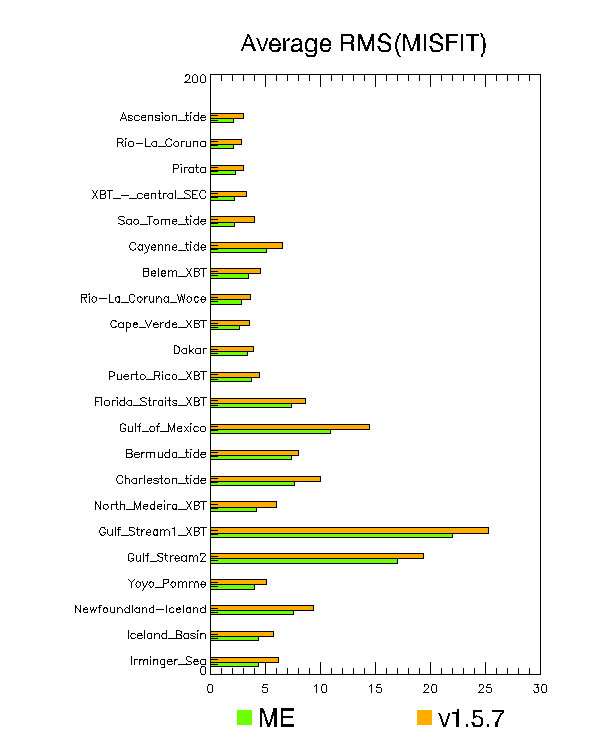 Average RMS(MISFIT)
200
Ascension_tide
Rio-La_Coruna
Pirata
XBT_-_central_SEC
Sao_Tome_tide
Cayenne_tide
Belem_XBT
Rio-La_Coruna_Woce
Cape_Verde_XBT
Dakar
Puerto_Rico_XBT
Florida_Straits_XBT
Gulf_of_Mexico
Bermuda_tide
Charleston_tide
North_Medeira_XBT
Gulf_Stream1_XBT
Gulf_Stream2
Yoyo_Pomme
Newfoundland-Iceland
Iceland_Basin
Irminger_Sea
0
0 5 10 15 20 25 30
ME v1.5.7